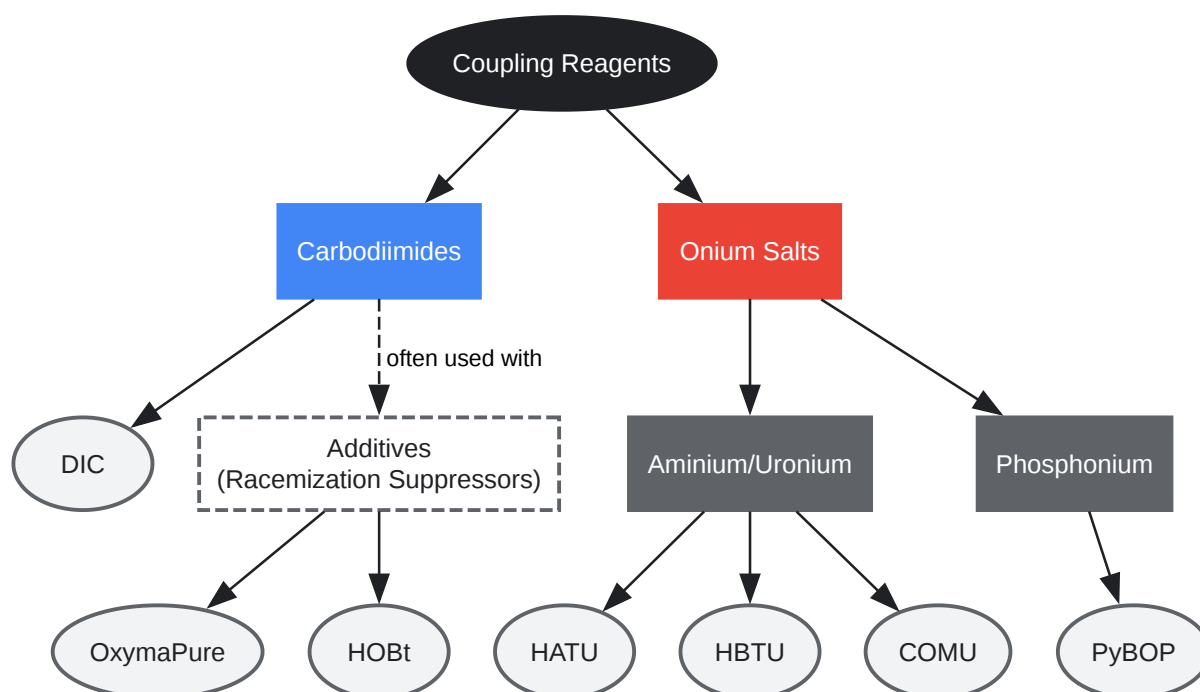 Coupling Reagents
Carbodiimides
Onium Salts
often used with
DIC
Additives
(Racemization Suppressors)
Aminium/Uronium
Phosphonium
OxymaPure
HOBt
HATU
HBTU
COMU
PyBOP